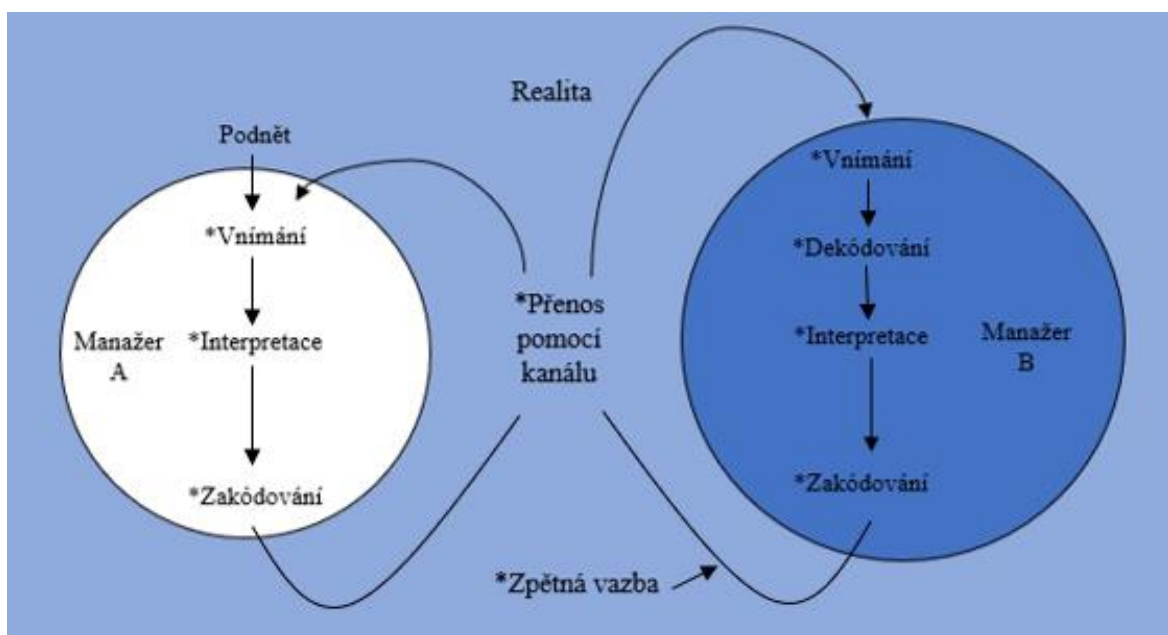 Realita
Podnět
*Vnímání
*Interpretace
Manažer
A
*Zakódování
*Přenos
pomocí
kanálu
*Zpětná vazba
*Vnímání
*Dekódování
*Interpretace
Manažer
B
*Zakódování